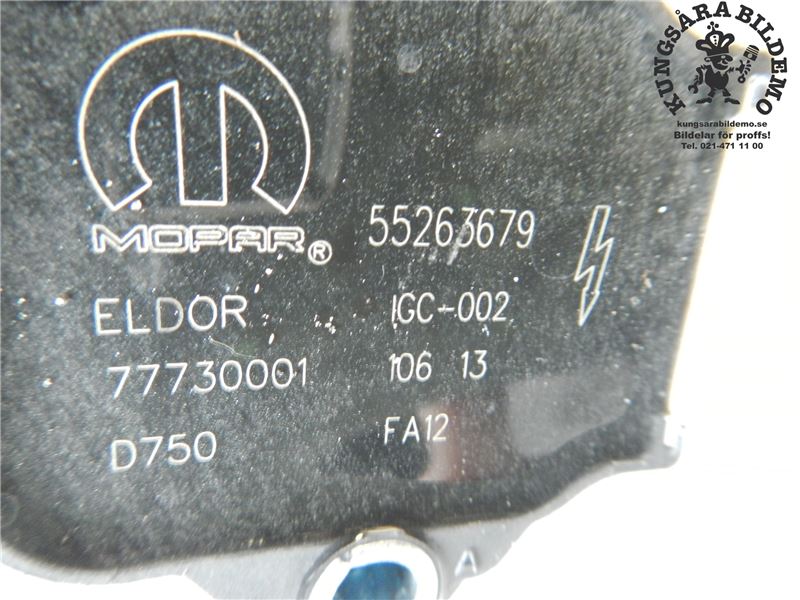 KUNGSÅRA BILDEMO
kungsarabildemo.se
Bildelar för proffs!
Tel. 021-471 11 00
MOPAR®
55263679
ELDOR
IGC-002
77730001
106 13
D750
FA12
A